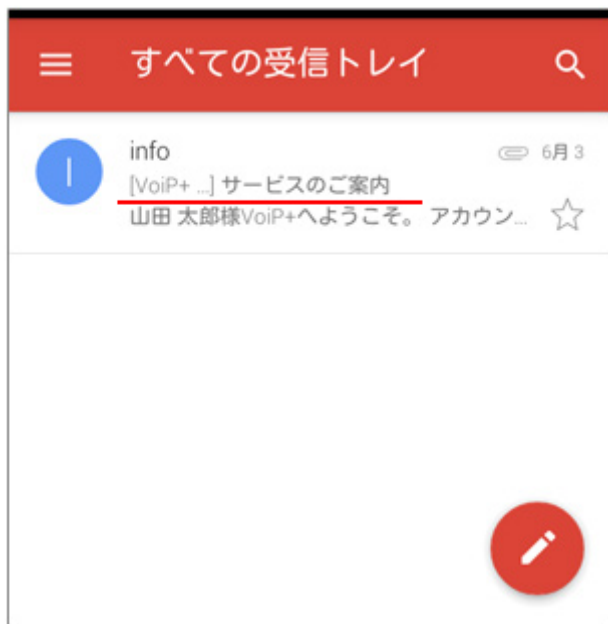 すべての受信トレイ
I
info 6月 3
[VoiP+ ...] サービスのご案内
山田 太郎様VoiP+へようこそ。 アカウン...